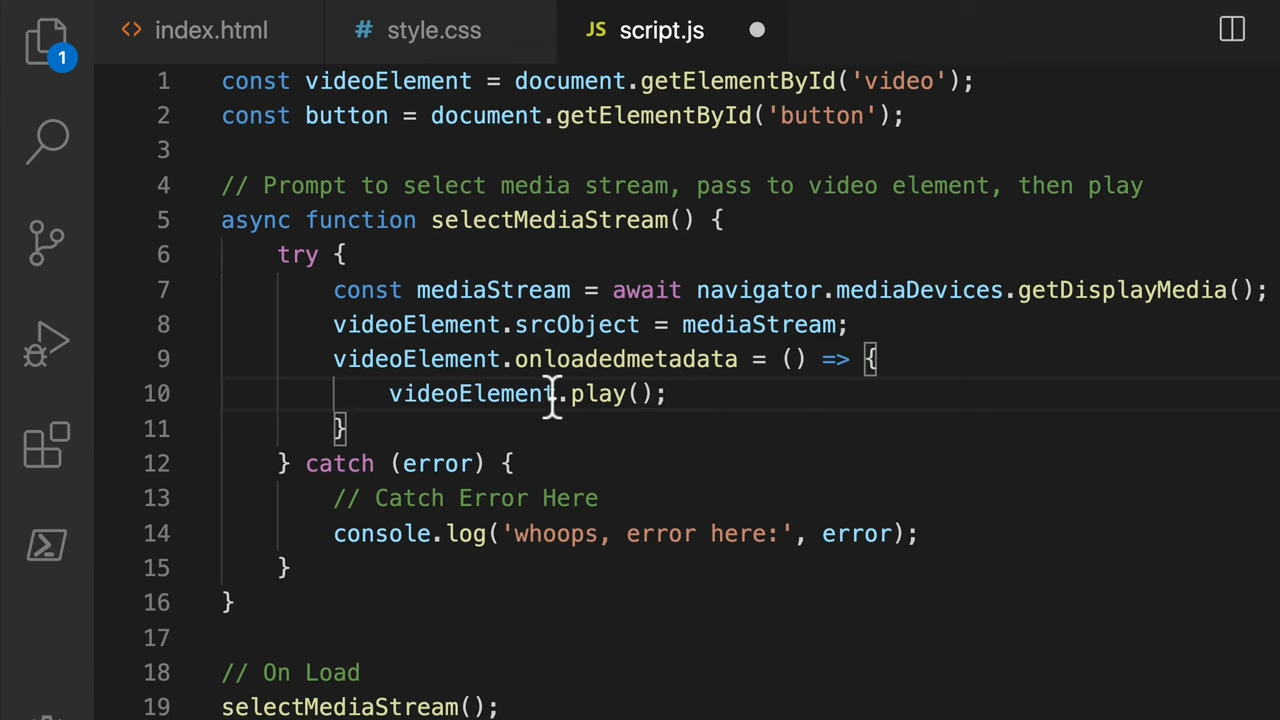 <> index.html # style.css JS script.js
1
1 const videoElement = document.getElementById('video');
2 const button = document.getElementById('button');
3
4 // Prompt to select media stream, pass to video element, then play
5 async function selectMediaStream() {
6 try {
7 const mediaStream = await navigator.mediaDevices.getDisplayMedia();
8 videoElement.srcObject = mediaStream;
9 videoElement.onloadedmetadata = () => {
10 videoElement.play();
11 }
12 } catch (error) {
13 // Catch Error Here
14 console.log('whoops, error here:', error);
15 }
16 }
17
18 // On Load
19 selectMediaStream();